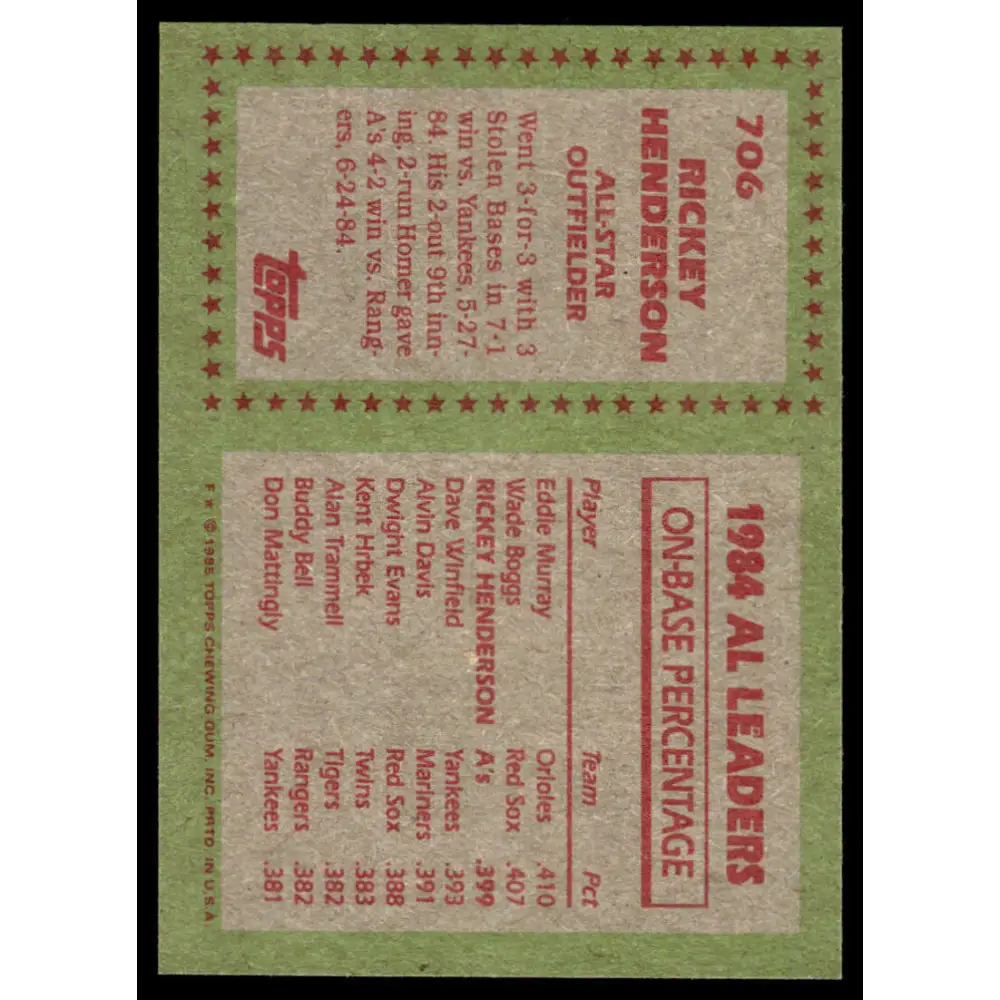 706
RICKEY
HENDERSON
ALL-STAR
OUTFIELDER
Went 3-for-3 with 3
Stolen Bases in 7-1
win vs. Yankees, 5-27-
84. His 2-out 9th inn-
ing, 2-run Homer gave
A's 4-2 win vs. Rang-
ers, 6-24-84.
Topps
1984 AL LEADERS
ON-BASE PERCENTAGE
Player Team Pct
Eddie Murray Orioles .410
Wade Boggs Red Sox .407
RICKEY HENDERSON A's .399
Dave WInfield Yankees .393
Alvin Davis Mariners .391
Dwight Evans Red Sox .388
Kent Hrbek Twins .383
Alan Trammell Tigers .382
Buddy Bell Rangers .382
Don Mattingly Yankees .381
F★ © 1985 TOPPS CHEWING GUM, INC. PRTD. IN U.S.A.